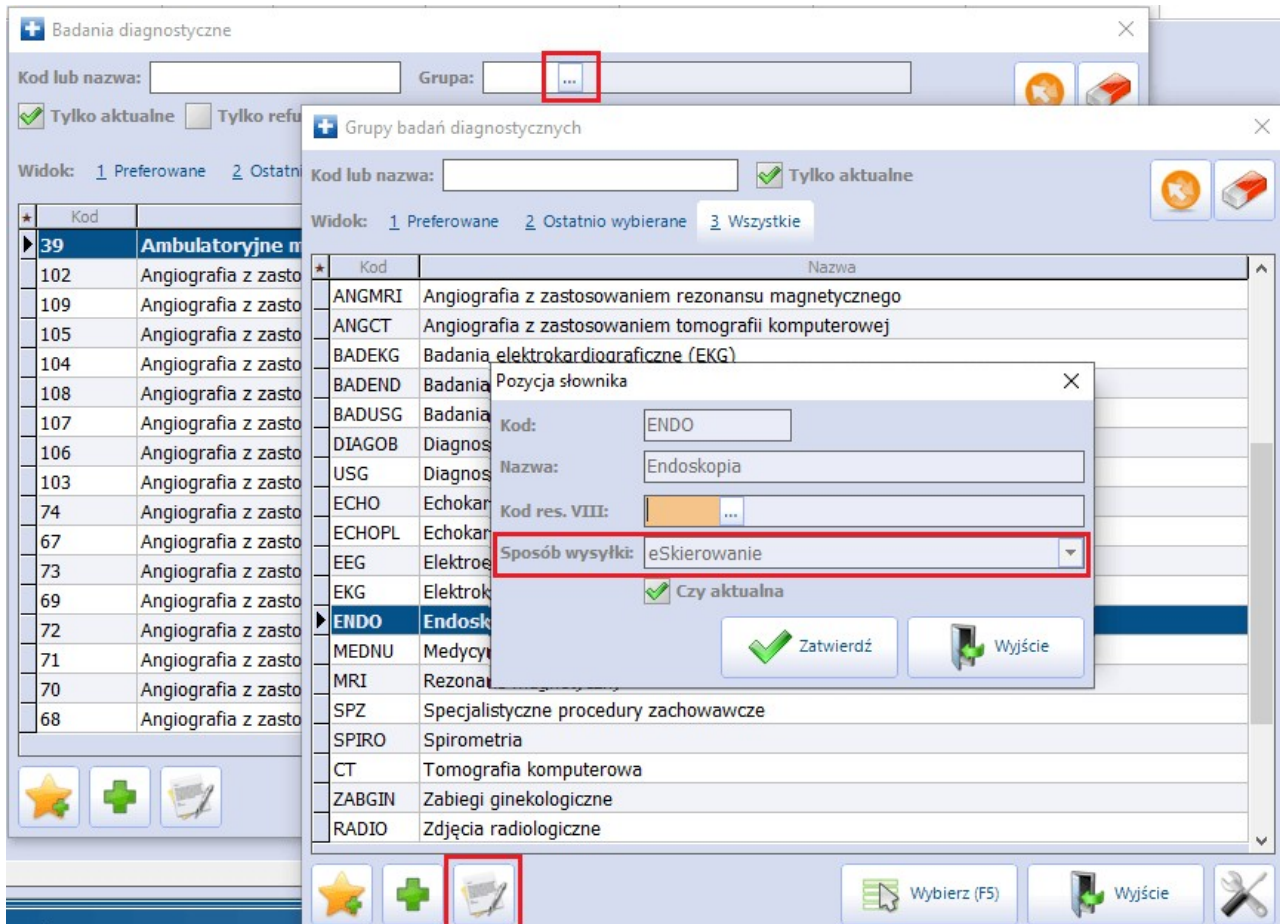 Badania diagnostyczne
Kod lub nazwa: Grupa: ...
Tylko aktualne Tylko refu
Widok: 1 Preferowane 2 Ostatni
Kod
39 Ambulatoryjne m
102 Angiografia z zasto
109 Angiografia z zasto
105 Angiografia z zasto
104 Angiografia z zasto
108 Angiografia z zasto
107 Angiografia z zasto
106 Angiografia z zasto
103 Angiografia z zasto
74 Angiografia z zasto
67 Angiografia z zasto
73 Angiografia z zasto
69 Angiografia z zasto
72 Angiografia z zasto
71 Angiografia z zasto
70 Angiografia z zasto
68 Angiografia z zasto
Grupy badań diagnostycznych
Kod lub nazwa: Tylko aktualne
Widok: 1 Preferowane 2 Ostatnio wybierane 3 Wszystkie
Kod Nazwa
ANGMRI Angiografia z zastosowaniem rezonansu magnetycznego
ANGCT Angiografia z zastosowaniem tomografii komputerowej
BADEKG Badania elektrokardiograficzne (EKG)
BADEND Badania
BADUSG Badania
DIAGOB Diagnos
USG Diagnos
ECHO Echokar
ECHOPL Echokar
EEG Elektroe
EKG Elektrok
ENDO Endosk
MEDNU Medycy
MRI Rezonans magnetyczny
SPZ Specjalistyczne procedury zachowawcze
SPIRO Spirometria
CT Tomografia komputerowa
ZABGIN Zabiegi ginekologiczne
RADIO Zdjęcia radiologiczne
Wybierz (F5) Wyjście
Pozycja słownika
Kod: ENDO
Nazwa: Endoskopia
Kod res. VIII: ...
Sposób wysyłki: eSkierowanie
Czy aktualna
Zatwierdź Wyjście